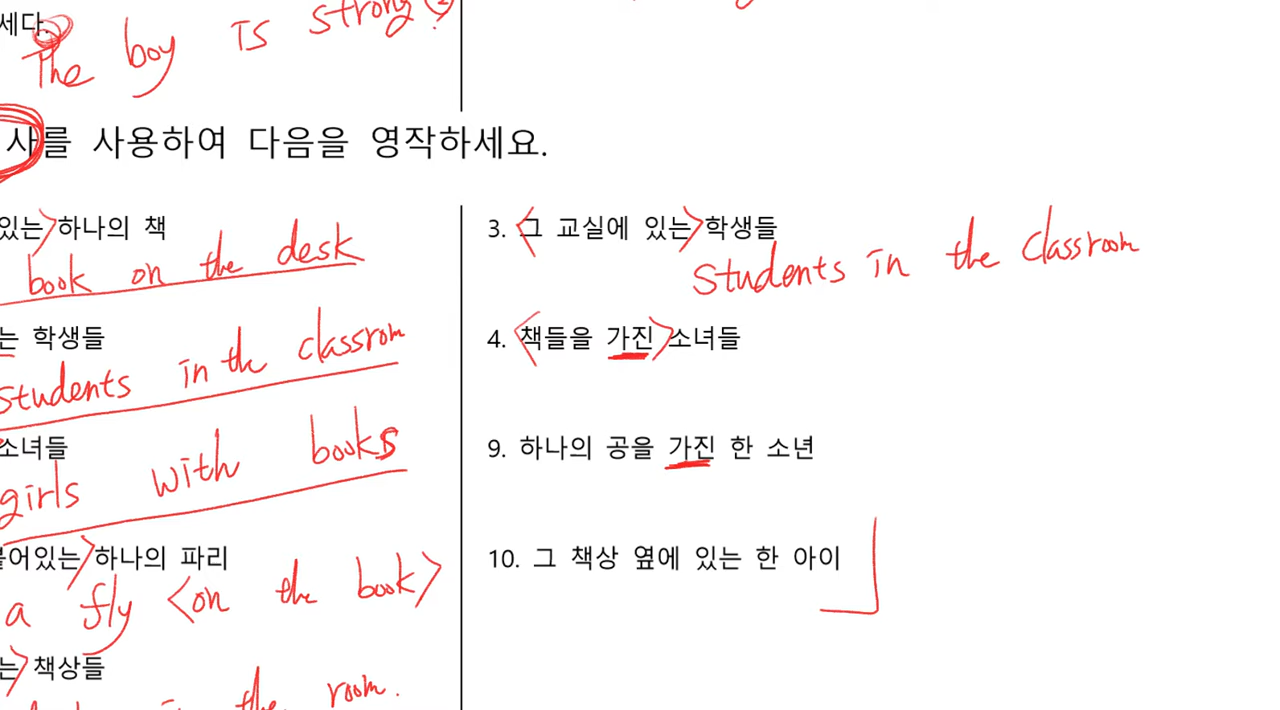 세다.
The boy is strong
사를 사용하여 다음을 영작하세요.
있는> 하나의 책
book on the desk
는 학생들
students in the classrom
소녀들
girls with books
붙어있는> 하나의 파리
a fly <on the book>
는> 책상들
in the room.
3. <그 교실에 있는> 학생들
Students in the classroom
4. <책들을 가진> 소녀들
9. 하나의 공을 가진 한 소년
10. 그 책상 옆에 있는 한 아이